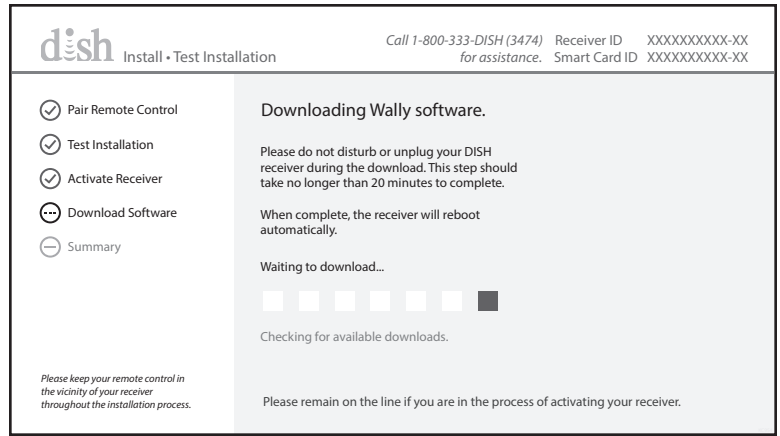 dish Install • Test Installation
Call 1-800-333-DISH (3474) Receiver ID XXXXXXXXXX-XX
for assistance. Smart Card ID XXXXXXXXXX-XX
Pair Remote Control
Test Installation
Activate Receiver
Download Software
Summary
Please keep your remote control in
the vicinity of your receiver
throughout the installation process.
Downloading Wally software.
Please do not disturb or unplug your DISH
receiver during the download. This step should
take no longer than 20 minutes to complete.
When complete, the receiver will reboot
automatically.
Waiting to download...
Checking for available downloads.
Please remain on the line if you are in the process of activating your receiver.